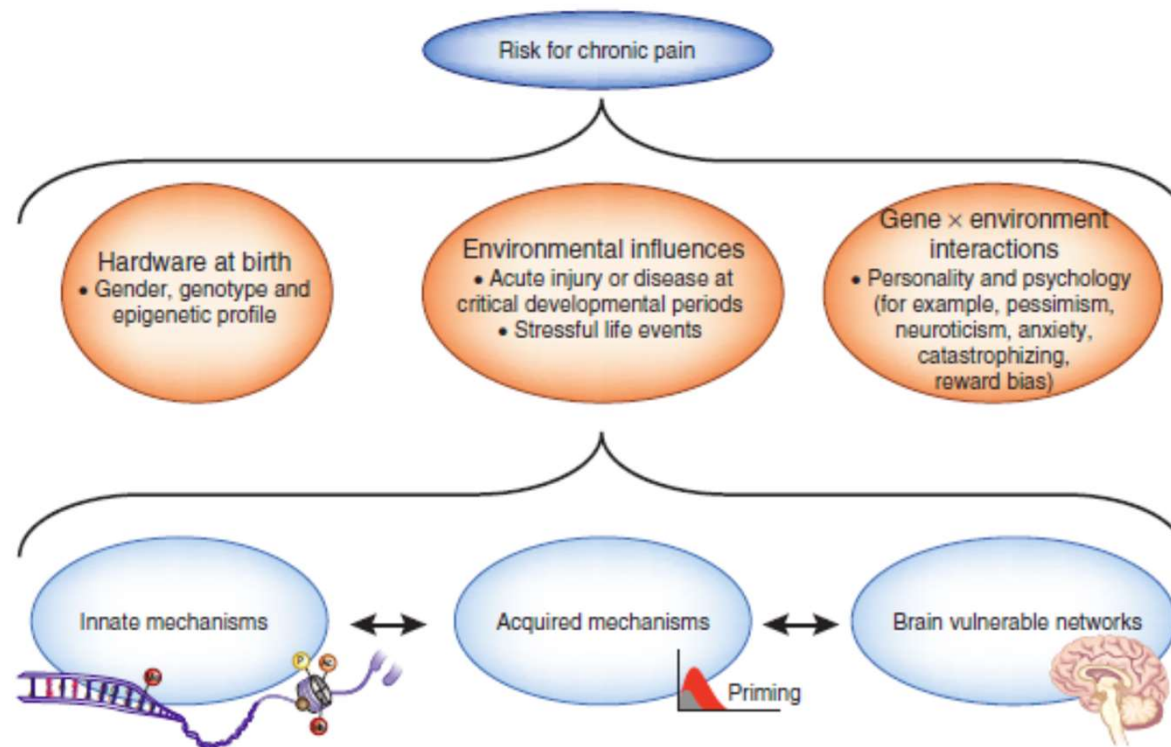 Risk for chronic pain
Hardware at birth
• Gender, genotype and
epigenetic profile
Environmental influences
• Acute injury or disease at
critical developmental periods
• Stressful life events
Gene × environment
interactions
• Personality and psychology
(for example, pessimism,
neuroticism, anxiety,
catastrophizing,
reward bias)
Innate mechanisms
Acquired mechanisms
Brain vulnerable networks
P
Ac
Priming